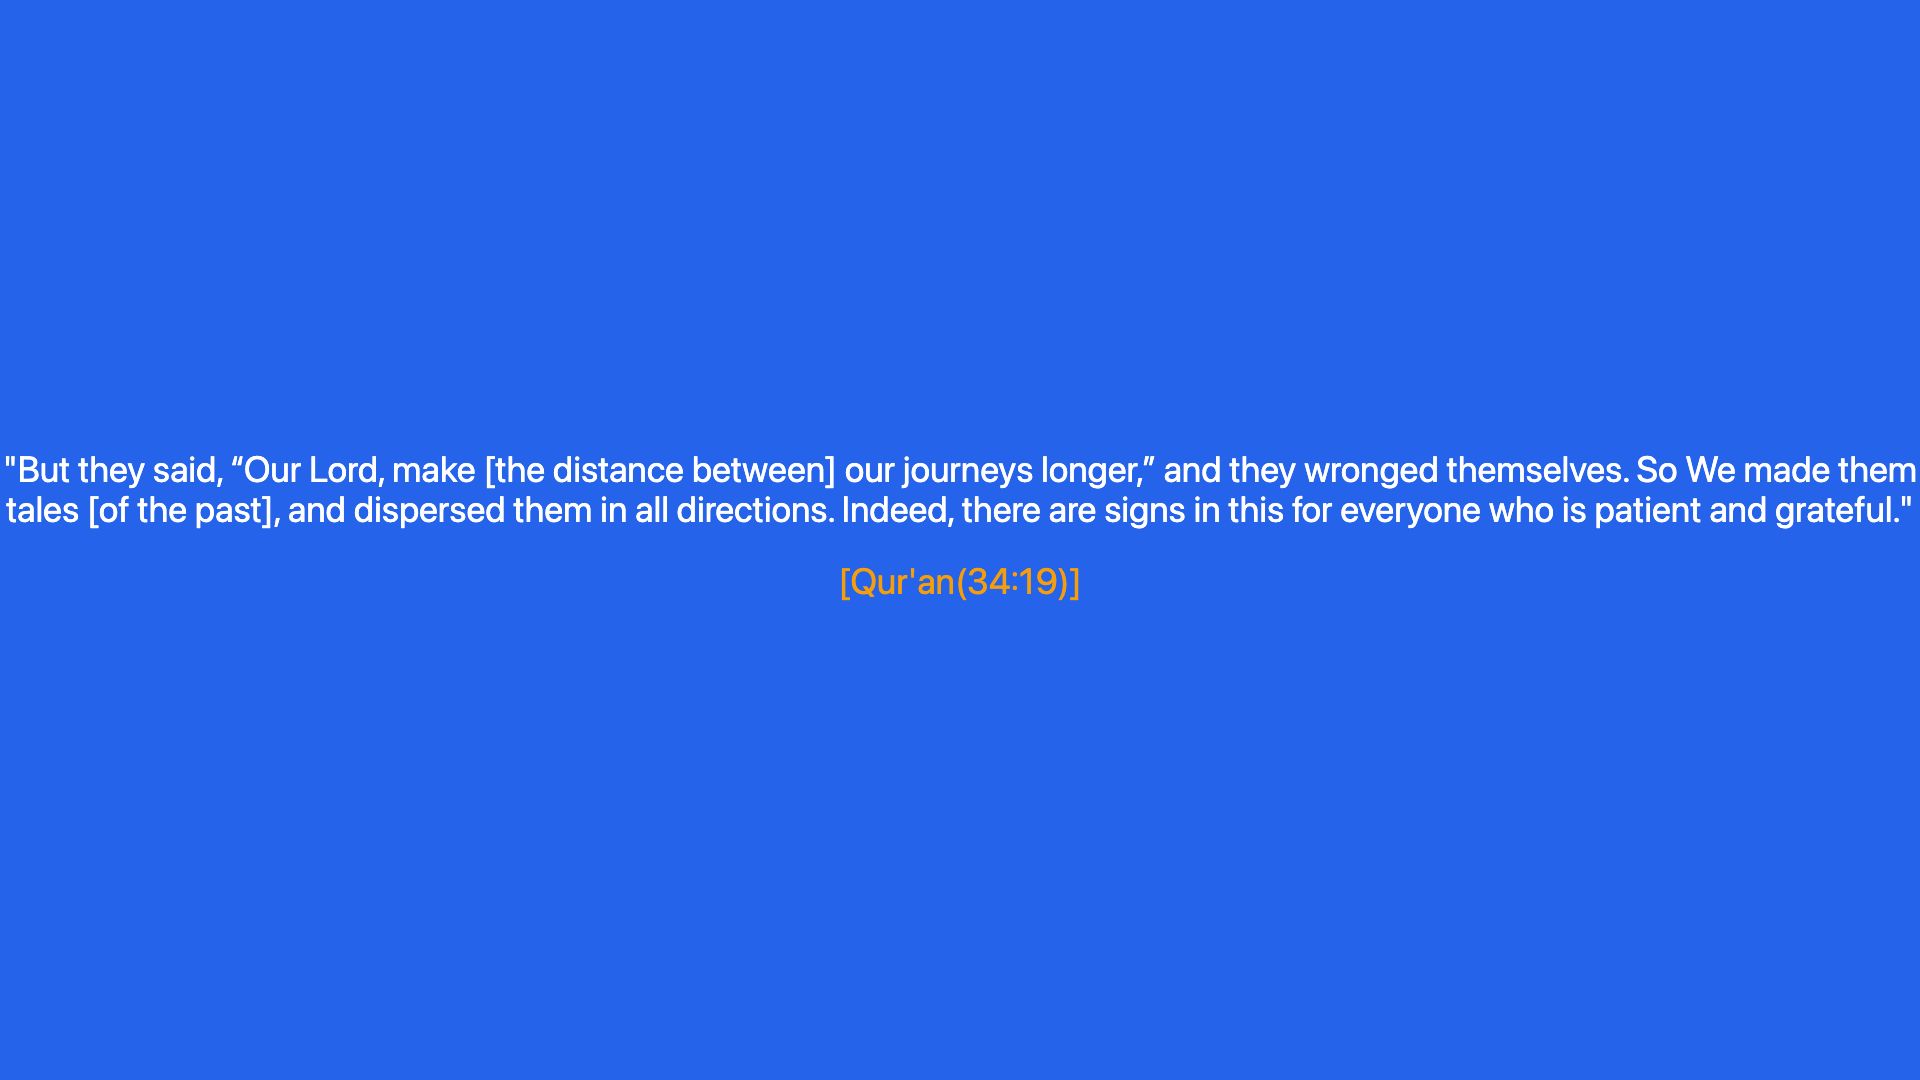 "But they said, “Our Lord, make [the distance between] our journeys longer,” and they wronged themselves. So We made them
tales [of the past], and dispersed them in all directions. Indeed, there are signs in this for everyone who is patient and grateful."
[Qur'an(34:19)]